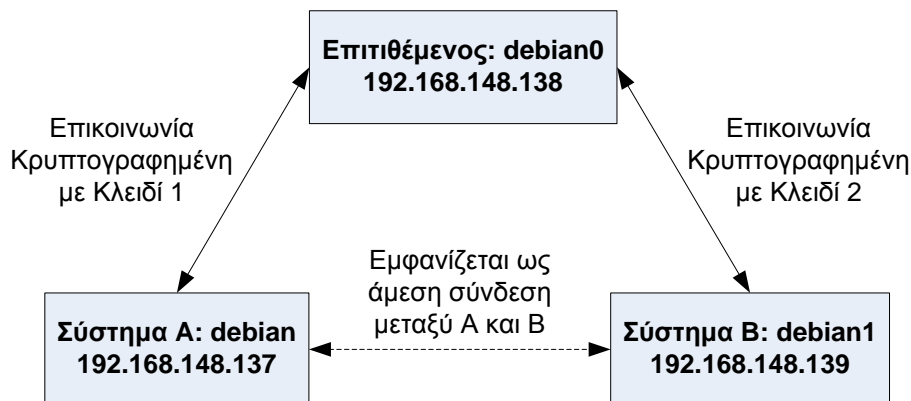 Επιτιθέμενος: debian0
192.168.148.138
Επικοινωνία
Κρυπτογραφημένη
με Κλειδί 1
Επικοινωνία
Κρυπτογραφημένη
με Κλειδί 2
Εμφανίζεται ως
άμεση σύνδεση
μεταξύ Α και Β
Σύστημα Α: debian
192.168.148.137
Σύστημα Β: debian1
192.168.148.139